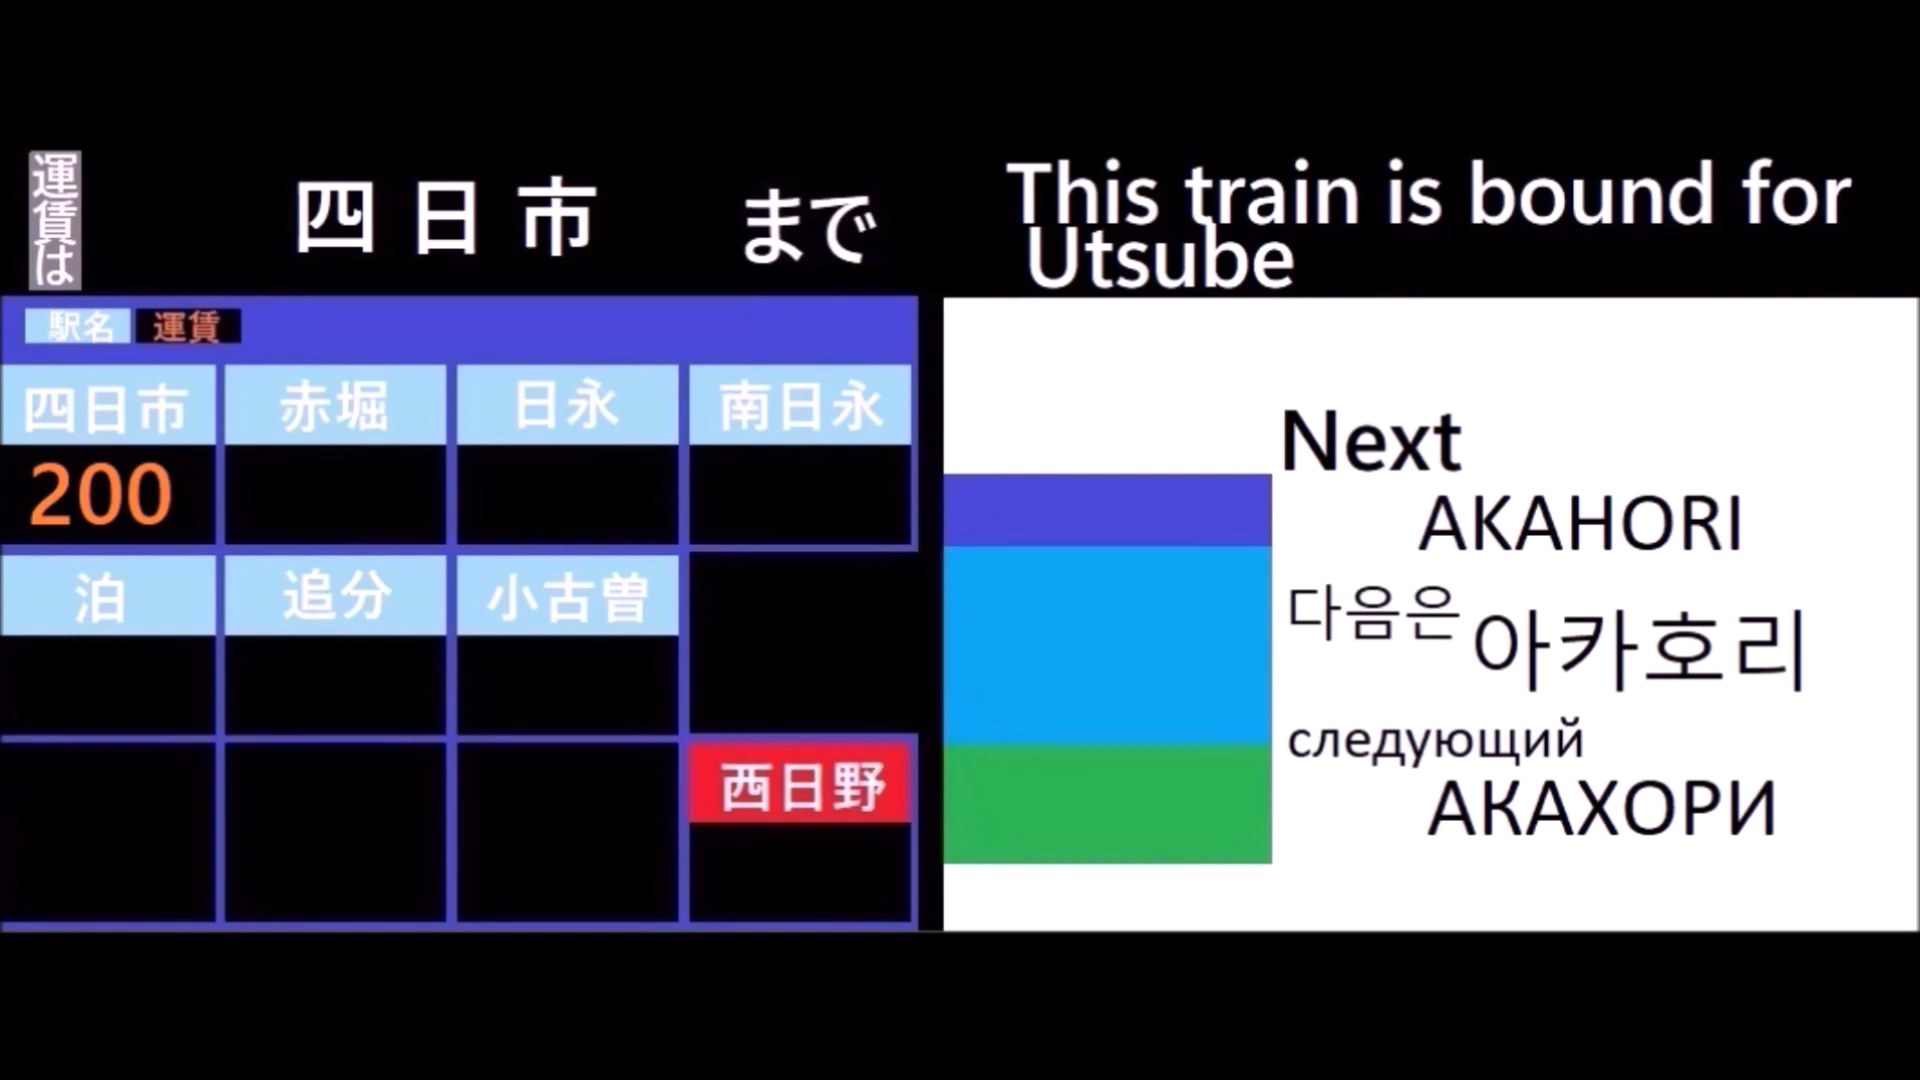 運賃は
四日市 まで
駅名 運賃
四日市 赤堀 日永 南日永
200
泊 追分 小古曽
西日野
This train is bound for
Utsube
Next
AKAHORI
다음은 아카호리
следующий
АКАХОРИ